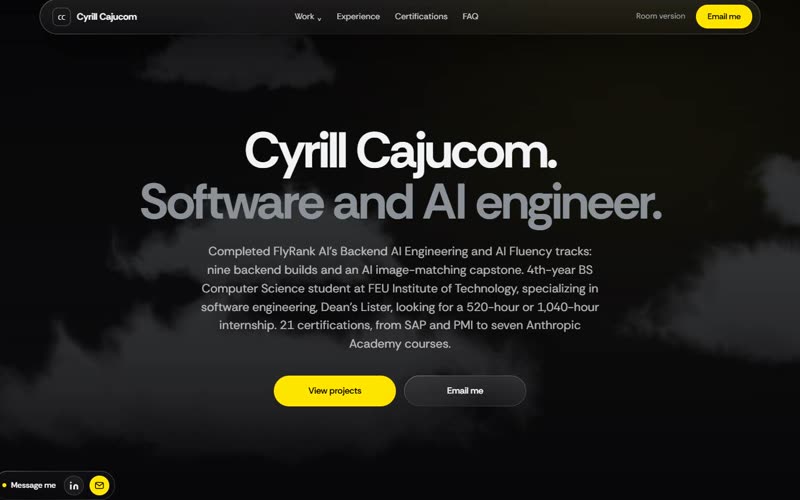 CC Cyrill Cajucom Work Experience Certifications FAQ Room version Email me
Cyrill Cajucom.
Software and AI engineer.
Completed FlyRank AI's Backend AI Engineering and AI Fluency tracks:
nine backend builds and an AI image-matching capstone. 4th-year BS
Computer Science student at FEU Institute of Technology, specializing in
software engineering, Dean's Lister, looking for a 520-hour or 1,040-hour
internship. 21 certifications, from SAP and PMI to seven Anthropic
Academy courses.
View projects Email me
Message me in